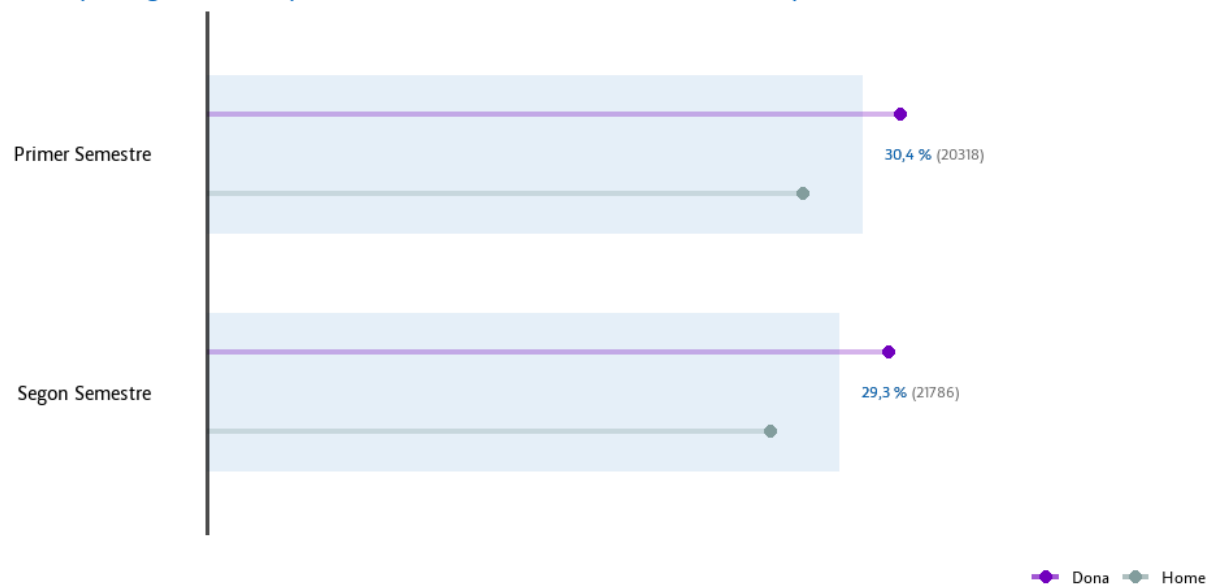 Primer Semestre
30,4 % (20318)
Segon Semestre
29,3 % (21786)
Dona Home